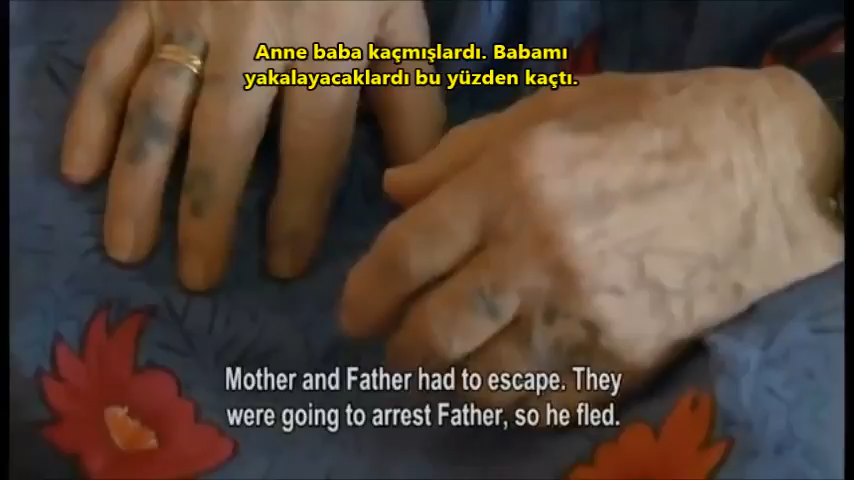 Anne baba kaçmışlardı. Babamı
yakalayacaklardı bu yüzden kaçtı.
Mother and Father had to escape. They
were going to arrest Father, so he fled.